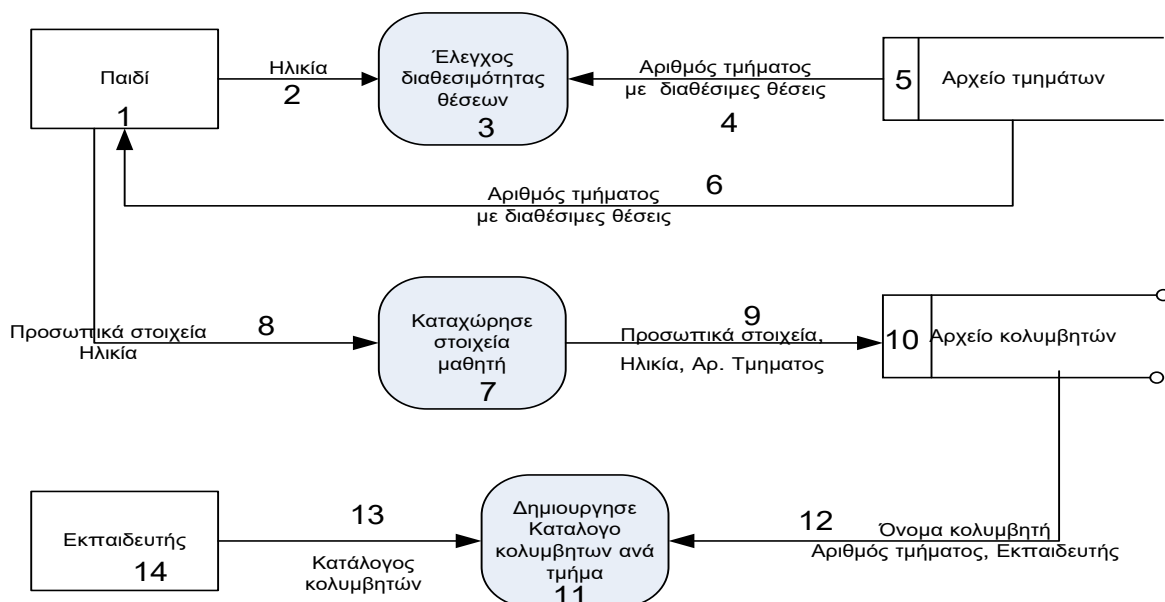 Παιδί
1
Ηλικία
2
Έλεγχος
διαθεσιμότητας
θέσεων
3
Αριθμός τμήματος
με διαθέσιμες θέσεις
4
5
Αρχείο τμημάτων
6
Αριθμός τμήματος
με διαθέσιμες θέσεις
Προσωπικά στοιχεία
Ηλικία
8
Καταχώρησε
στοιχεία
μαθητή
7
9
Προσωπικά στοιχεία,
Ηλικία, Αρ. Τμηματος
10
Αρχείο κολυμβητών
Εκπαιδευτής
14
13
Κατάλογος
κολυμβητών
Δημιουργησε
Καταλογο
κολυμβητων ανά
τμήμα
11
12
Όνομα κολυμβητή
Αριθμός τμήματος, Εκπαιδευτής